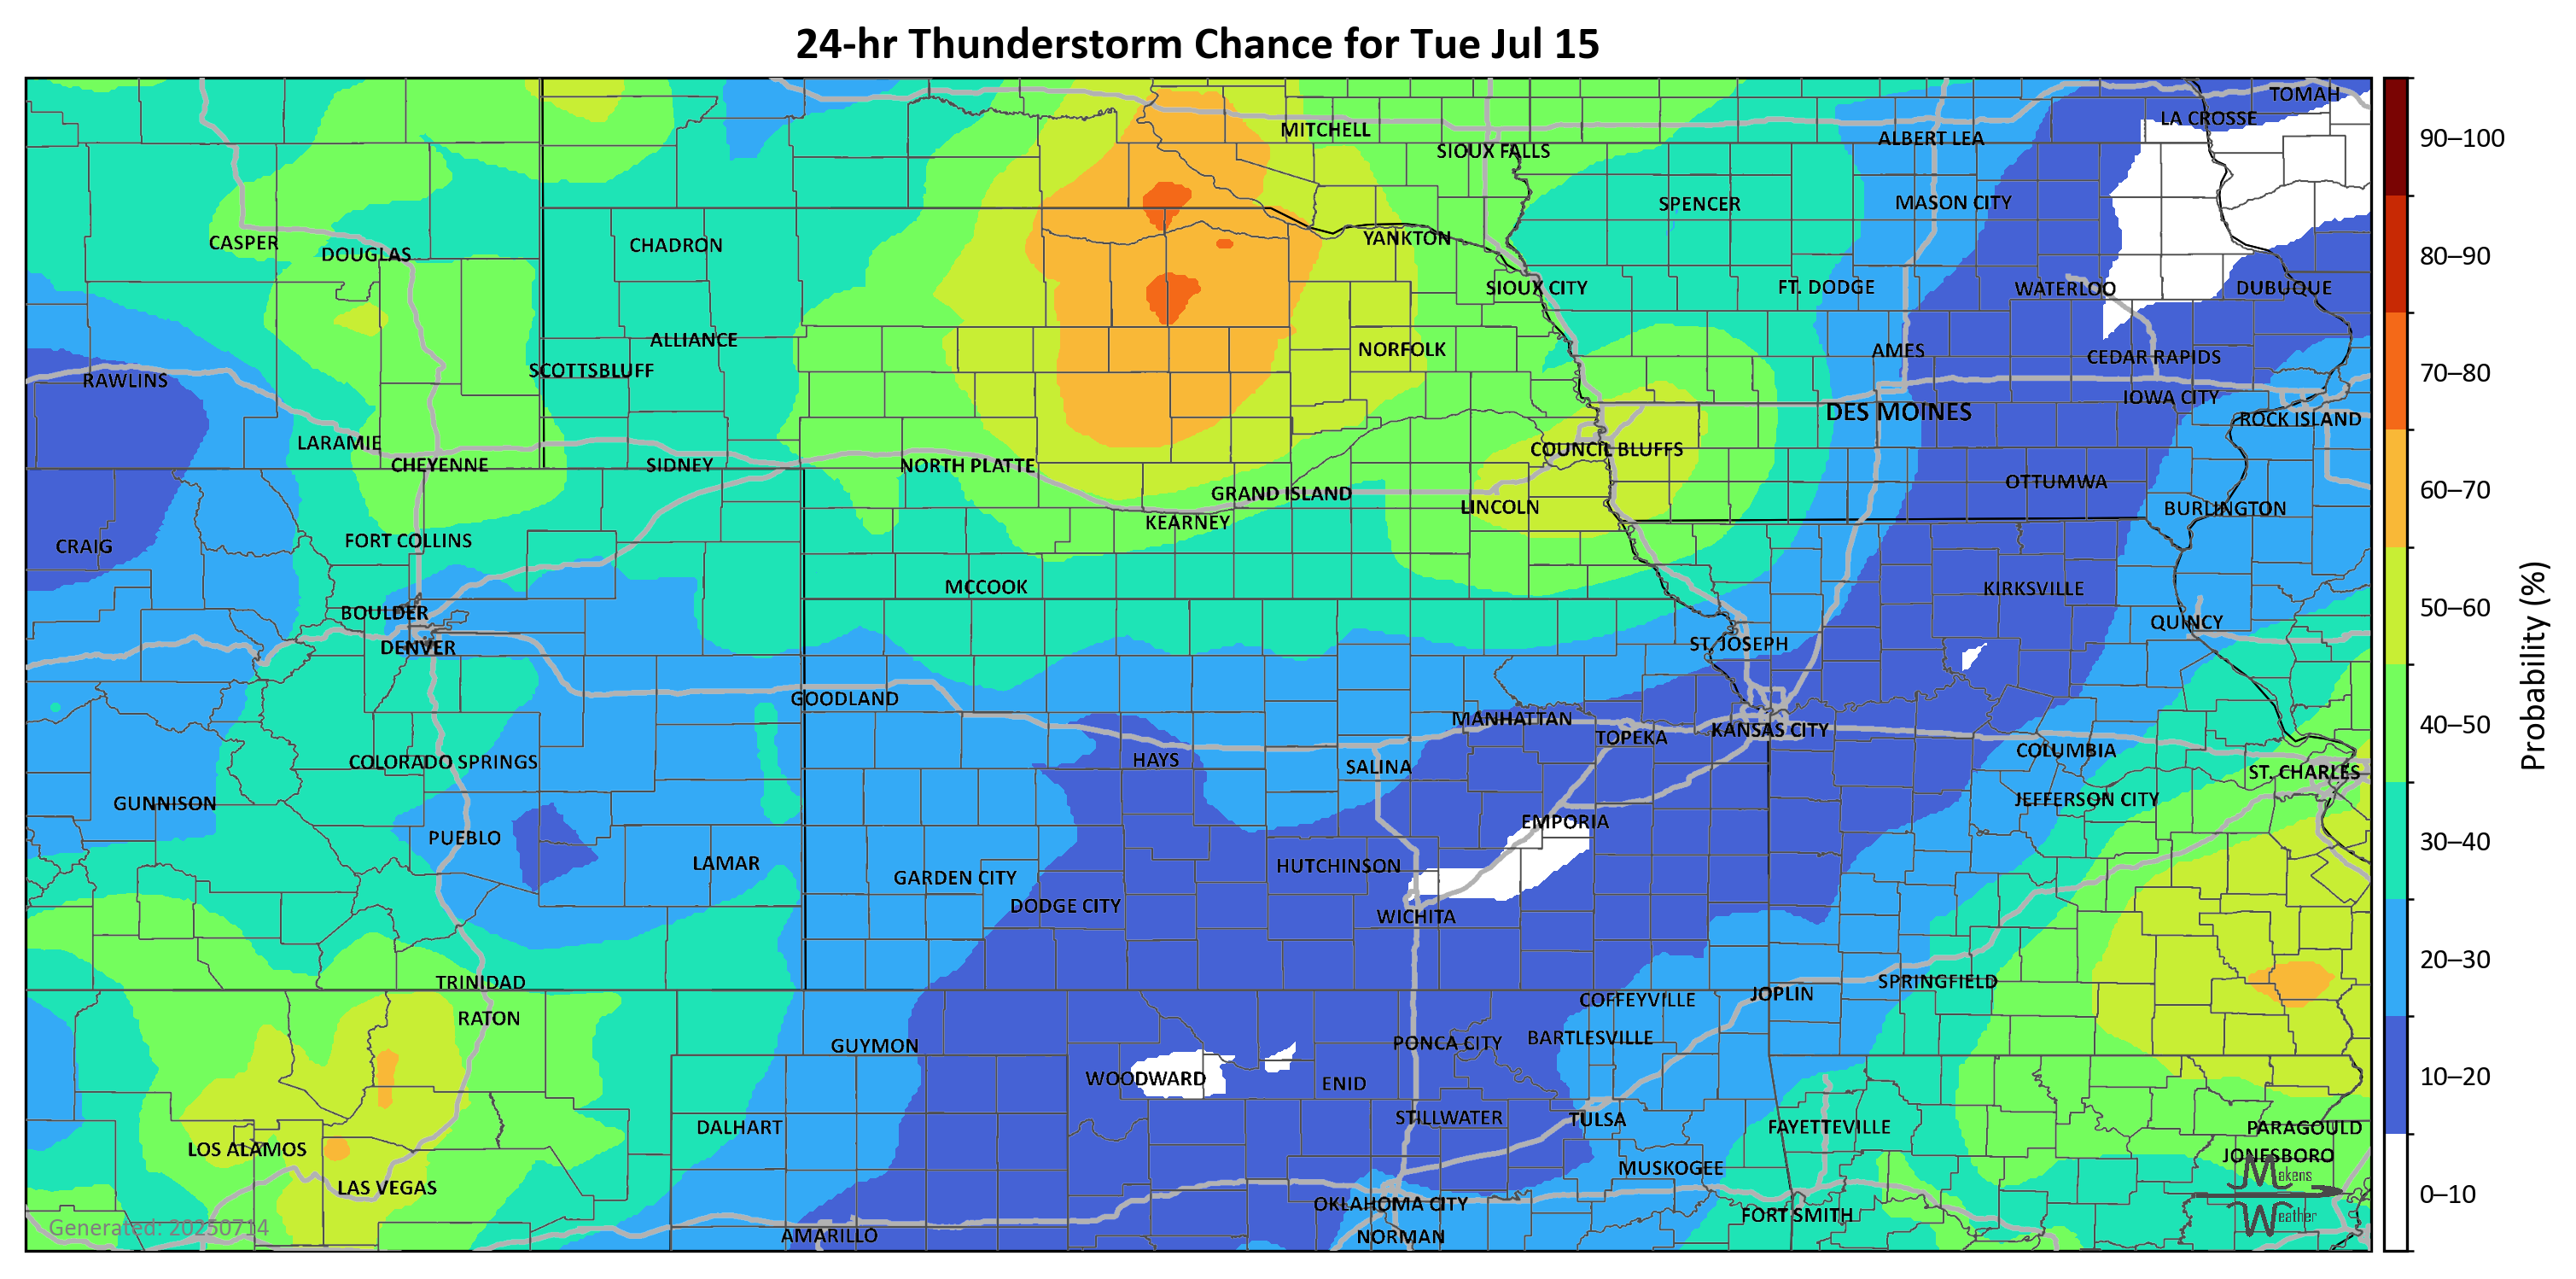 24-hr Thunderstorm Chance for Tue Jul 15
TOMAH
LA CROSSE
MITCHELL
ALBERT LEA
SIOUX FALLS
SPENCER
MASON CITY
CASPER
DOUGLAS
CHADRON
YANKTON
SIOUX CITY
FT. DODGE
WATERLOO
DUBUQUE
ALLIANCE
NORFOLK
AMES
CEDAR RAPIDS
RAWLINS
SCOTTSBLUFF
IOWA CITY
DES MOINES
ROCK ISLAND
LARAMIE
COUNCIL BLUFFS
CHEYENNE
SIDNEY
NORTH PLATTE
OTTUMWA
GRAND ISLAND
LINCOLN
BURLINGTON
KEARNEY
CRAIG
FORT COLLINS
MCCOOK
KIRKSVILLE
BOULDER
QUINCY
DENVER
ST. JOSEPH
GOODLAND
MANHATTAN
TOPEKA
KANSAS CITY
COLUMBIA
COLORADO SPRINGS
HAYS
SALINA
ST. CHARLES
GUNNISON
JEFFERSON CITY
EMPORIA
PUEBLO
LAMAR
HUTCHINSON
GARDEN CITY
DODGE CITY
WICHITA
TRINIDAD
SPRINGFIELD
JOPLIN
COFFEYVILLE
RATON
BARTLESVILLE
GUYMON
PONCA CITY
WOODWARD
ENID
STILLWATER
TULSA
DALHART
FAYETTEVILLE
PARAGOULD
LOS ALAMOS
JONESBORO
MUSKOGEE
LAS VEGAS
OKLAHOMA CITY
FORT SMITH
AMARILLO
NORMAN
Makens
Weather
Generated: 20250714
90–100
80–90
70–80
60–70
50–60
40–50
30–40
20–30
10–20
0–10
Probability (%)